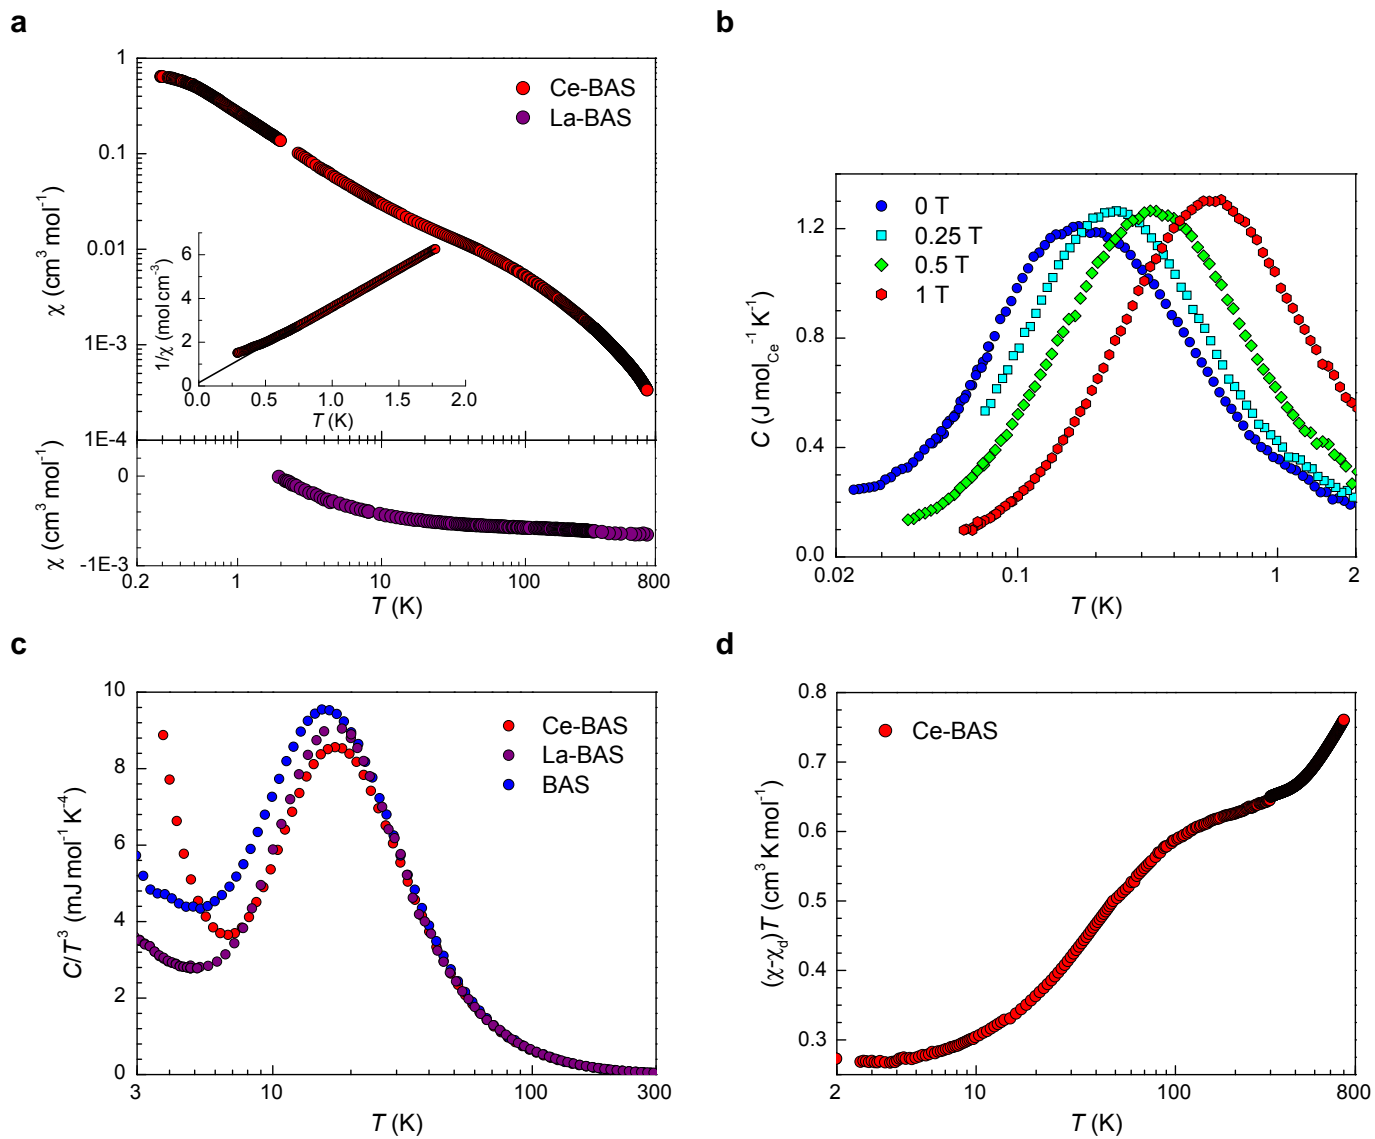 a
1
0.1
0.01
1E-3
1E-4
0
-1E-3
χ (cm³ mol⁻¹)
χ (cm³ mol⁻¹)
Ce-BAS
La-BAS
6
4
2
0
1/χ (mol cm⁻³)
0.0 0.5 1.0 1.5 2.0
T (K)
0.2 1 10 100 800
T (K)
b
1.2
0.8
0.4
0.0
C (J mol_Ce⁻¹ K⁻¹)
0 T
0.25 T
0.5 T
1 T
0.02 0.1 1 2
T (K)
c
10
8
6
4
2
0
C/T³ (mJ mol⁻¹ K⁻⁴)
Ce-BAS
La-BAS
BAS
3 10 100 300
T (K)
d
0.8
0.7
0.6
0.5
0.4
0.3
(χ-χ_d)T (cm³ K mol⁻¹)
Ce-BAS
2 10 100 800
T (K)